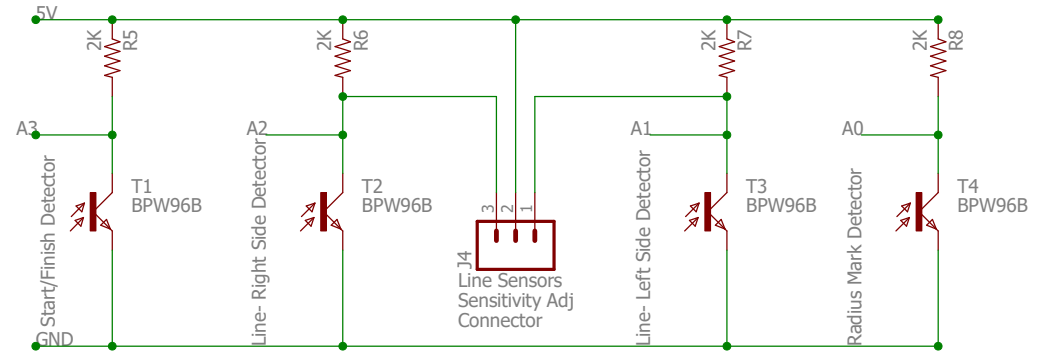 5V
2K
R5
2K
R6
2K
R7
2K
R8
A3
A2
A1
A0
Start/Finish Detector
T1
BPW96B
Line- Right Side Detector
T2
BPW96B
3
2
1
J4
Line Sensors
Sensitivity Adj
Connector
Line- Left Side Detector
T3
BPW96B
Radius Mark Detector
T4
BPW96B
GND